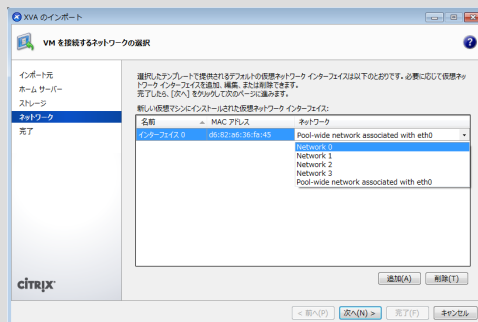 XVA のインポート
VM を接続するネットワークの選択
インポート元
ホーム サーバー
ストレージ
ネットワーク
完了
選択したテンプレートで提供されるデフォルトの仮想ネットワーク インターフェイスは以下のとおりです。必要に応じて仮想ネッ
トワーク インターフェイスを追加、編集、または削除できます。
完了したら、[次へ] をクリックして次のページに進みます。
新しい仮想マシンにインストールされた仮想ネットワーク インターフェイス:
名前 MAC アドレス ネットワーク
インターフェイス 0 d6:82:a6:36:fa:45 Pool-wide network associated with eth0
Network 0
Network 1
Network 2
Network 3
Pool-wide network associated with eth0
追加(A) 削除(T)
CITRIX
< 前へ(P) 次へ(N) > 完了(F) キャンセル